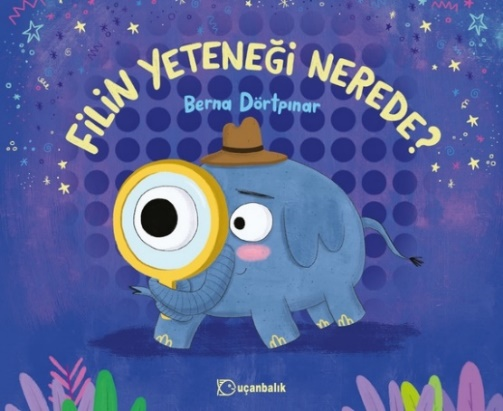 FİLİN YETENEĞİ NEREDE?
Berna Dörtpınar
uçanbalık